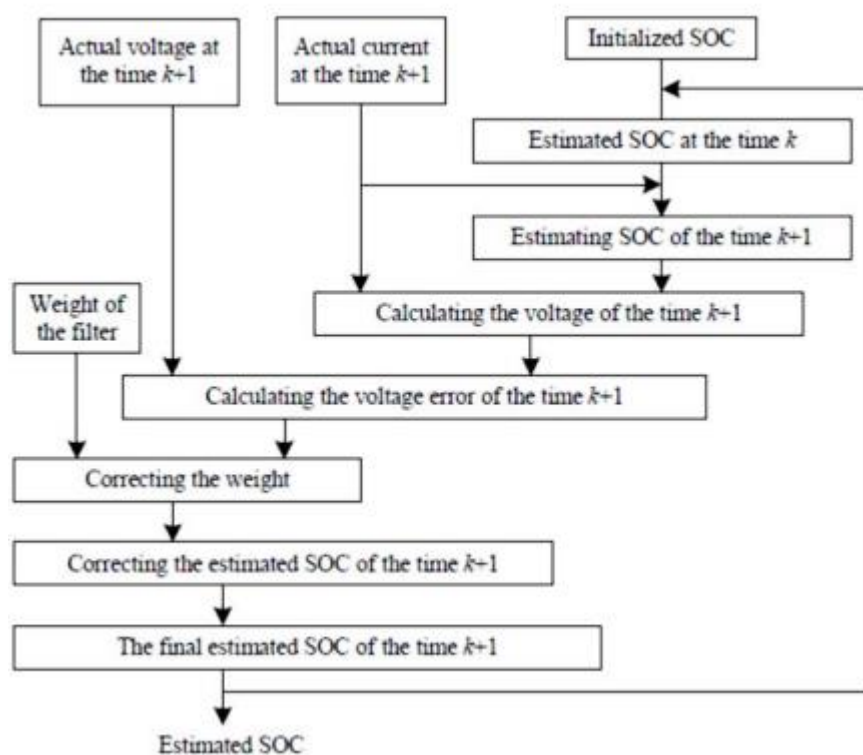 Actual voltage at
the time k+1
Actual current
at the time k+1
Initialized SOC
Estimated SOC at the time k
Estimating SOC of the time k+1
Weight of
the filter
Calculating the voltage of the time k+1
Calculating the voltage error of the time k+1
Correcting the weight
Correcting the estimated SOC of the time k+1
The final estimated SOC of the time k+1
Estimated SOC